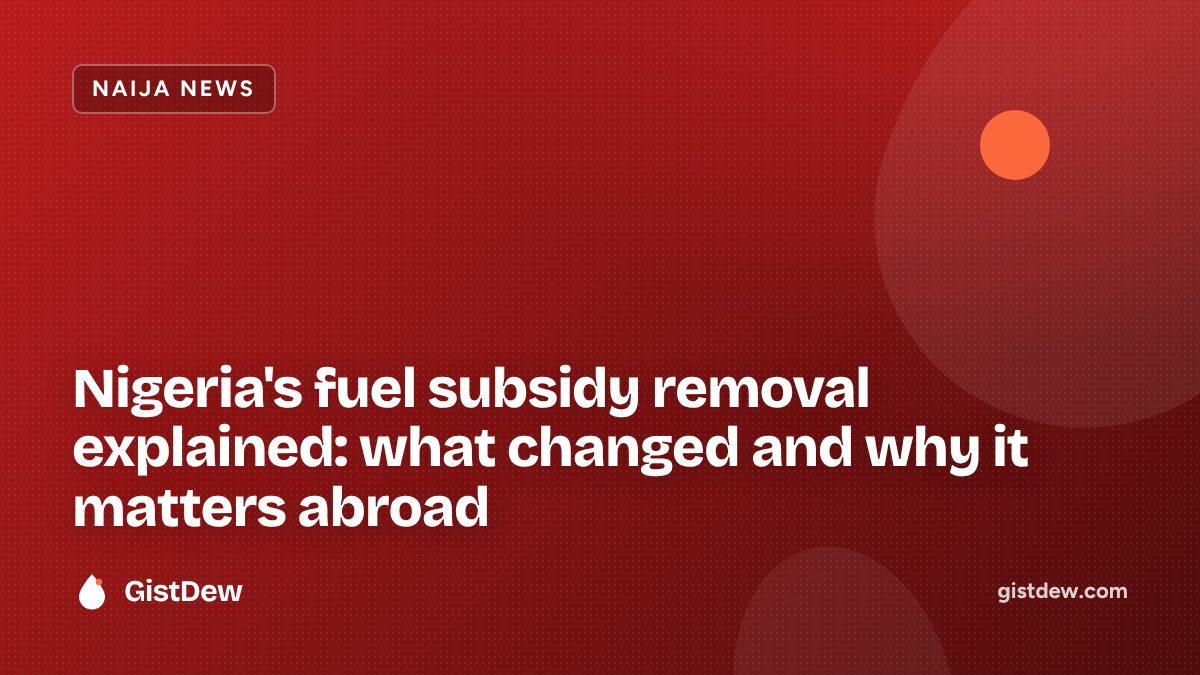 NAIJA NEWS
Nigeria's fuel subsidy removal
explained: what changed and why it
matters abroad
GistDew
gistdew.com